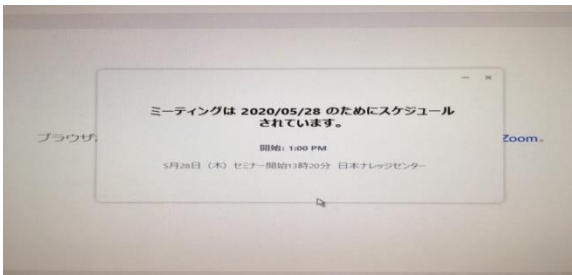 ミーティングは 2020/05/28 のためにスケジュール
されています。
ブラウザ
Zoom。
開始: 1:00 PM
5月28日（木）セミナー開始13時20分 日本ナレッジセンター